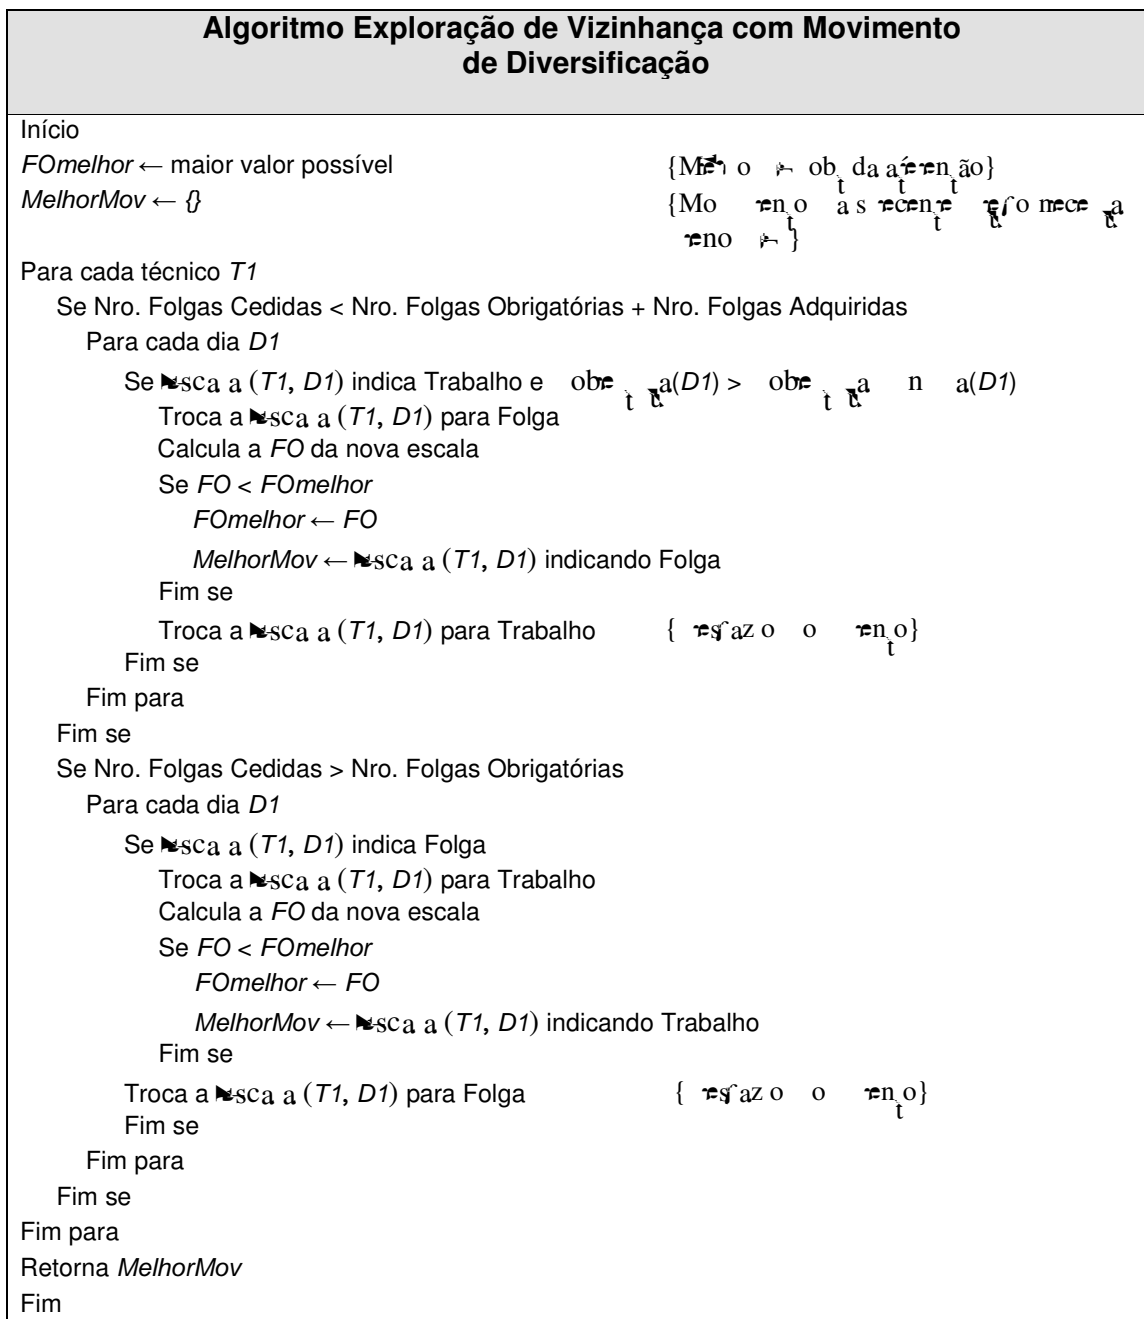 Algoritmo Exploração de Vizinhança com Movimento
de Diversificação
Início
FOmelhor ← maior valor possível
MelhorMov ← {}
Para cada técnico T1
Se Nro. Folgas Cedidas < Nro. Folgas Obrigatórias + Nro. Folgas Adquiridas
Para cada dia D1
Se (T1, D1) indica Trabalho e (D1) > (D1)
Troca a (T1, D1) para Folga
Calcula a FO da nova escala
Se FO < FOmelhor
FOmelhor ← FO
MelhorMov ← (T1, D1) indicando Folga
Fim se
Troca a (T1, D1) para Trabalho
Fim se
Fim para
Fim se
Se Nro. Folgas Cedidas > Nro. Folgas Obrigatórias
Para cada dia D1
Se (T1, D1) indica Folga
Troca a (T1, D1) para Trabalho
Calcula a FO da nova escala
Se FO < FOmelhor
FOmelhor ← FO
MelhorMov ← (T1, D1) indicando Trabalho
Fim se
Troca a (T1, D1) para Folga
Fim se
Fim para
Fim se
Fim para
Retorna MelhorMov
Fim